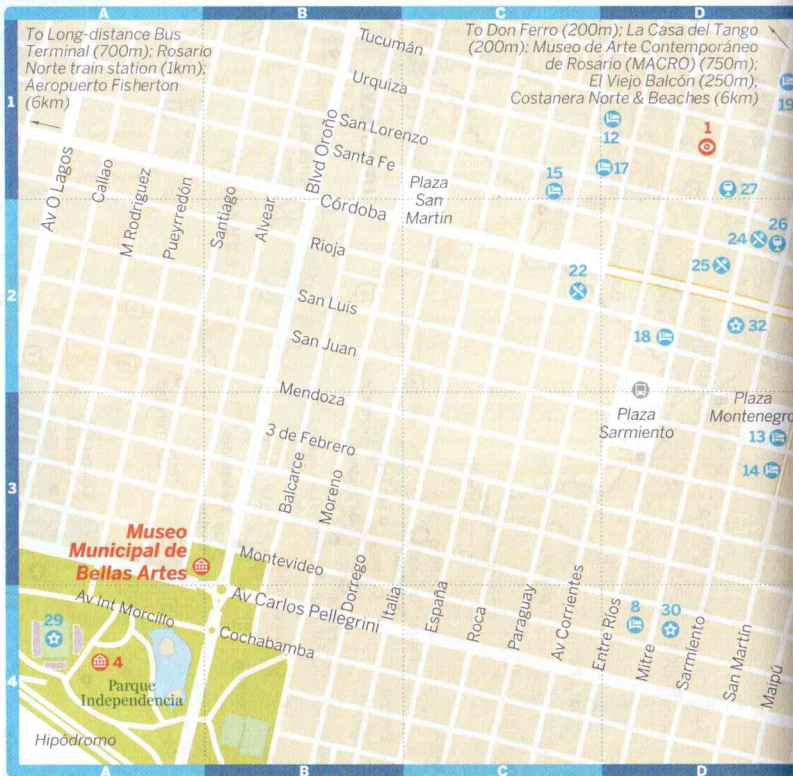 A
B
C
D
To Long-distance Bus
Terminal (700m); Rosario
Norte train station (1km);
Aeropuerto Fisherton
(6km)
To Don Ferro (200m); La Casa del Tango
(200m); Museo de Arte Contemporáneo
de Rosario (MACRO) (750m);
El Viejo Balcón (250m);
Costanera Norte & Beaches (6km)
Tucumán
Urquiza
San Lorenzo
Santa Fe
Córdoba
Rioja
San Luis
San Juan
Mendoza
3 de Febrero
Montevideo
Av Carlos Pellegrini
Cochabamba
1
2
3
4
Av O Lagos
Callao
M Rodríguez
Pueyrredón
Santiago
Alvear
Blvd Oroño
Plaza
San
Martín
12
1
19
15
17
27
26
24
25
22
32
18
Plaza
Sarmiento
Plaza
Montenegro
13
14
Balcarce
Moreno
Dorrego
Italia
España
Roca
Paraguay
Av Corrientes
Entre Ríos
Mitre
Sarmiento
San Martín
Maipú
8
30
Museo
Municipal de
Bellas Artes
Av Int Morcillo
29
4
Parque
Independencia
Hipódromo
A
B
C
D